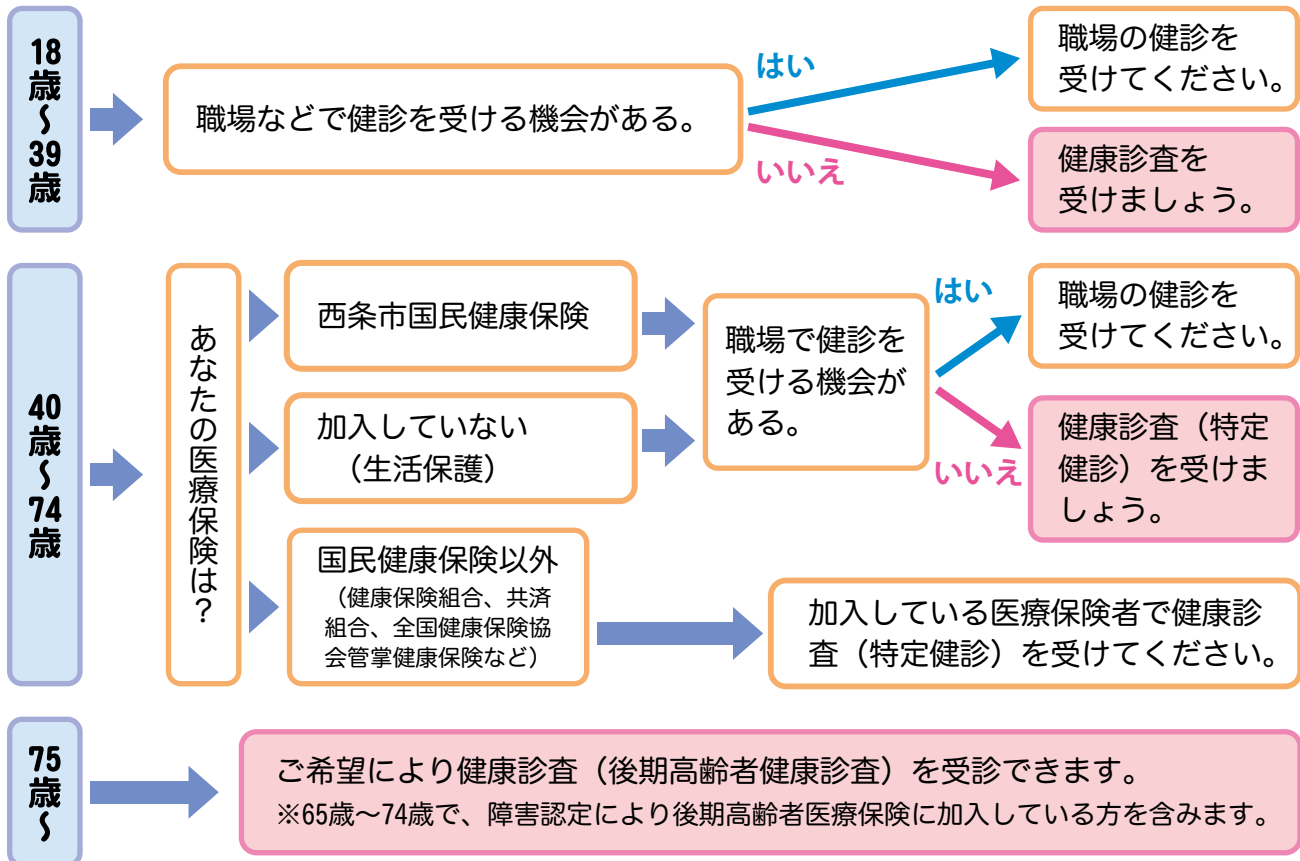 18歳〜39歳
職場などで健診を受ける機会がある。
はい
職場の健診を
受けてください。
いいえ
健康診査を
受けましょう。
40歳〜74歳
あなたの医療保険は？
西条市国民健康保険
加入していない
（生活保護）
職場で健診を
受ける機会が
ある。
はい
職場の健診を
受けてください。
いいえ
健康診査（特定
健診）を受けま
しょう。
国民健康保険以外
（健康保険組合、共済
組合、全国健康保険協
会管掌健康保険など）
加入している医療保険者で健康診
査（特定健診）を受けてください。
75歳〜
ご希望により健康診査（後期高齢者健康診査）を受診できます。
※65歳〜74歳で、障害認定により後期高齢者医療保険に加入している方を含みます。